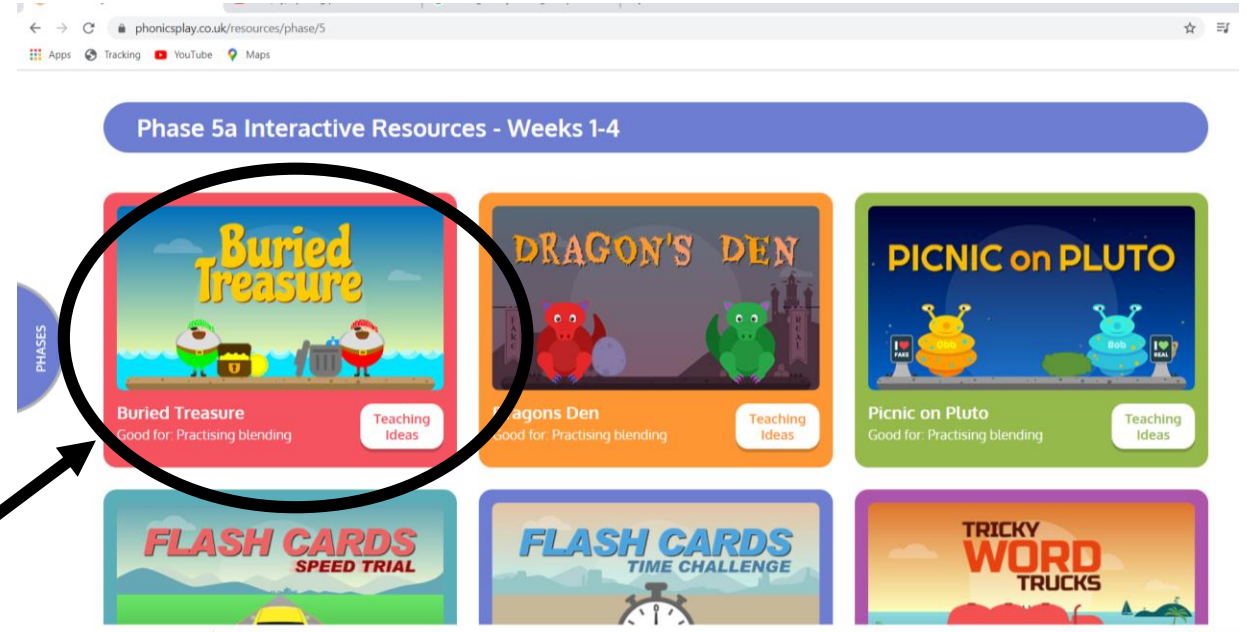 phonicsplay.co.uk/resources/phase/5
Apps Tracking YouTube Maps
Phase 5a Interactive Resources - Weeks 1-4
Buried
Treasure
Buried Treasure
Good for: Practising blending
Teaching
Ideas
DRAGON'S DEN
FAKE
REAL
Dragons Den
Good for: Practising blending
Teaching
Ideas
PICNIC on PLUTO
I ♥
FAKE
Obb
Bob
I ♥
REAL
Picnic on Pluto
Good for: Practising blending
Teaching
Ideas
PHASES
FLASH CARDS
SPEED TRIAL
FLASH CARDS
TIME CHALLENGE
TRICKY
WORD
TRUCKS